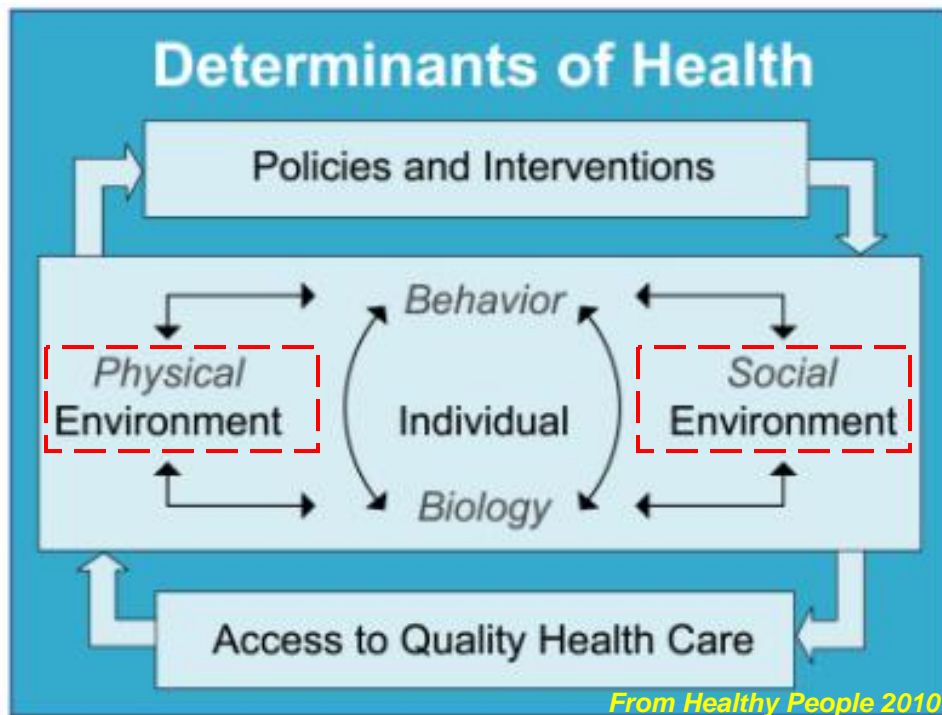 Determinants of Health
Policies and Interventions
Behavior
Physical
Environment
Individual
Social
Environment
Biology
Access to Quality Health Care
From Healthy People 2010